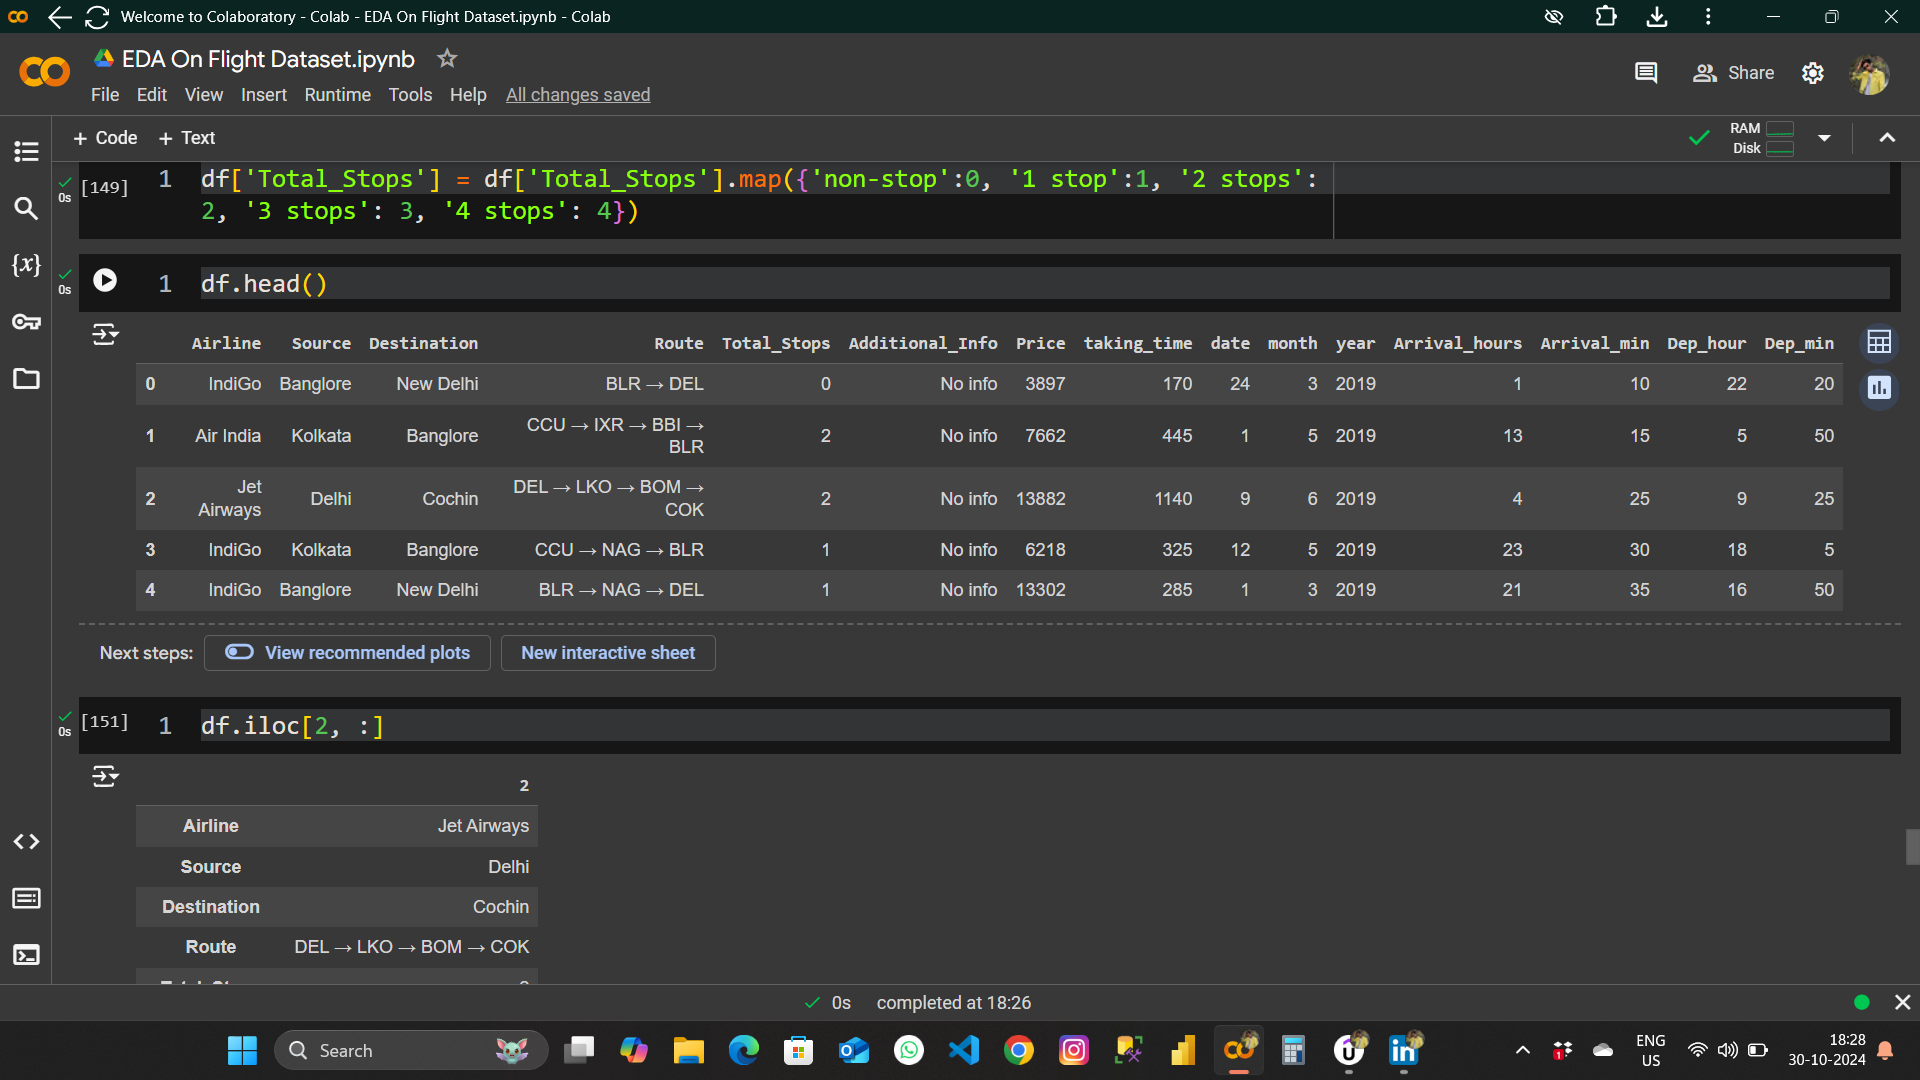 Welcome to Colaboratory - Colab - EDA On Flight Dataset.ipynb - Colab
EDA On Flight Dataset.ipynb
Share
File Edit View Insert Runtime Tools Help All changes saved
+ Code + Text
RAM
Disk
0s [149] 1 df['Total_Stops'] = df['Total_Stops'].map({'non-stop':0, '1 stop':1, '2 stops':
2, '3 stops': 3, '4 stops': 4})
{x}
0s 1 df.head()
Airline Source Destination Route Total_Stops Additional_Info Price taking_time date month year Arrival_hours Arrival_min Dep_hour Dep_min
0 IndiGo Banglore New Delhi BLR → DEL 0 No info 3897 170 24 3 2019 1 10 22 20
1 Air India Kolkata Banglore CCU → IXR → BBI → BLR 2 No info 7662 445 1 5 2019 13 15 5 50
2 Jet Airways Delhi Cochin DEL → LKO → BOM → COK 2 No info 13882 1140 9 6 2019 4 25 9 25
3 IndiGo Kolkata Banglore CCU → NAG → BLR 1 No info 6218 325 12 5 2019 23 30 18 5
4 IndiGo Banglore New Delhi BLR → NAG → DEL 1 No info 13302 285 1 3 2019 21 35 16 50
Next steps: View recommended plots New interactive sheet
0s [151] 1 df.iloc[2, :]
2
Airline Jet Airways
Source Delhi
Destination Cochin
Route DEL → LKO → BOM → COK
0s completed at 18:26
Search
ENG
US
18:28
30-10-2024